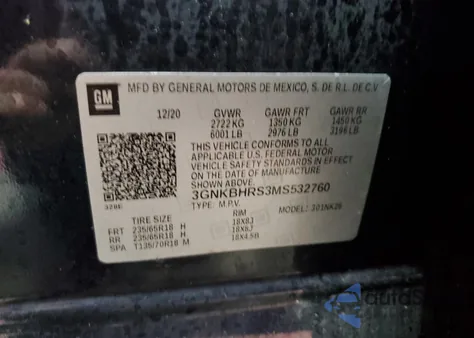 GM
MFD BY GENERAL MOTORS DE MEXICO, S. DE R.L. DE C.V
12/20 GVWR GAWR FRT GAWR RR
2722 KG 1350 KG 1450 KG
6001 LB 2976 LB 3196 LB
THIS VEHICLE CONFORMS TO ALL
APPLICABLE U.S. FEDERAL MOTOR
VEHICLE SAFETY STANDARDS IN EFFECT
ON THE DATE OF MANUFACTURE
SHOWN ABOVE.
3GNKBHRS3MS532760
TYPE: M.P.V. MODEL:
TIRE SIZE RIM
FRT 235/65R18 H 18X8J
RR 235/65R18 H 18X8J
SPA T135/70R18 M 18X4.5B